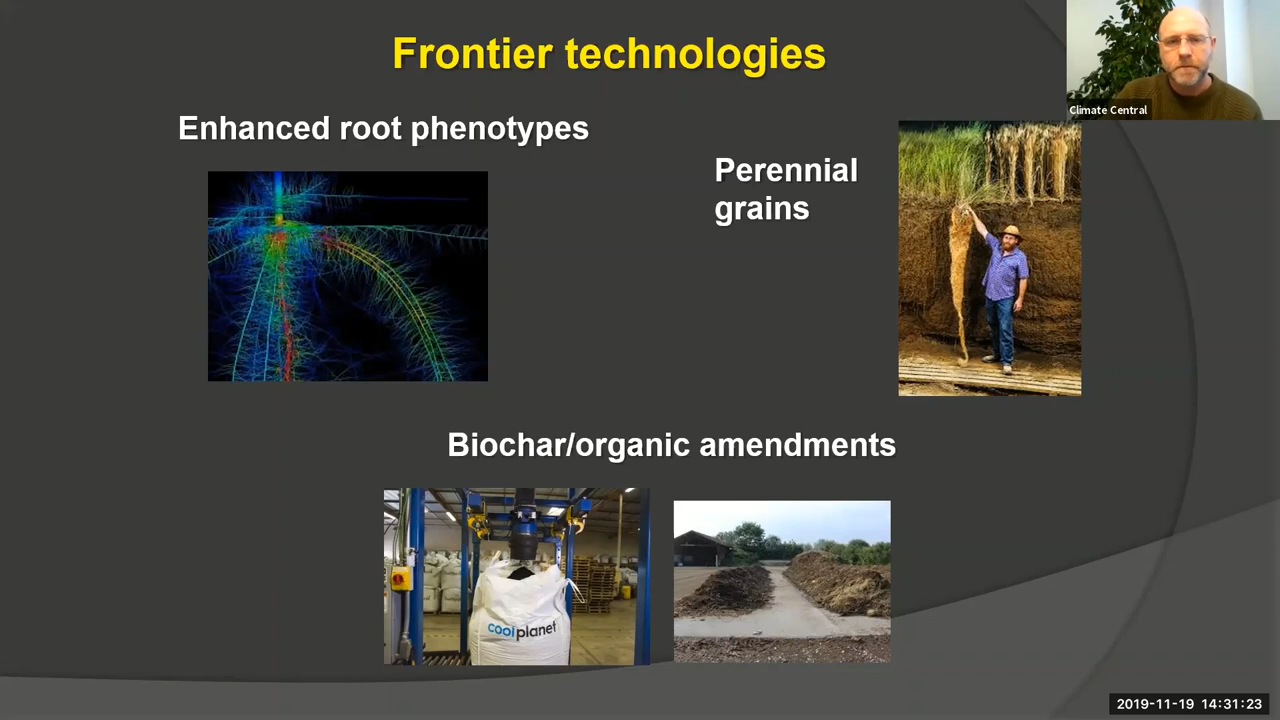 Frontier technologies
Climate Central
Enhanced root phenotypes
Perennial
grains
Biochar/organic amendments
coolplanet
2019-11-19 14:31:23